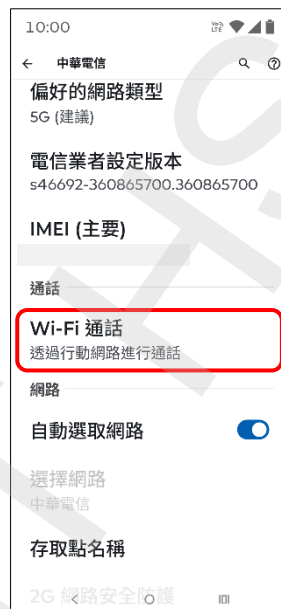 10:00
VoLTE
中華電信
偏好的網路類型
5G (建議)
電信業者設定版本
s46692-360865700.360865700
IMEI (主要)
通話
Wi-Fi 通話
透過行動網路進行通話
網路
自動選取網路
選擇網路
中華電信
存取點名稱
2G 網路安全防護